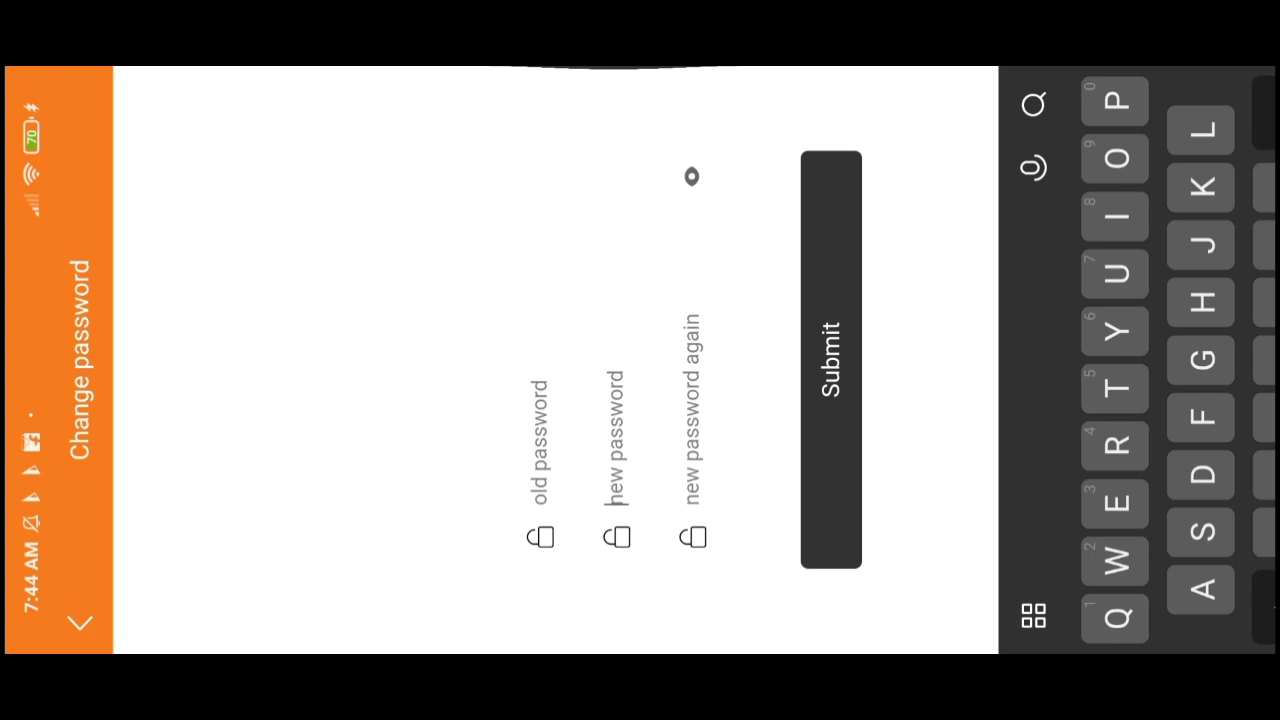 7:44 AM
70
Change password
old password
new password
new password again
Submit
1 2 3 4 5 6 7 8 9 0
Q W E R T Y U I O P
A S D F G H J K L